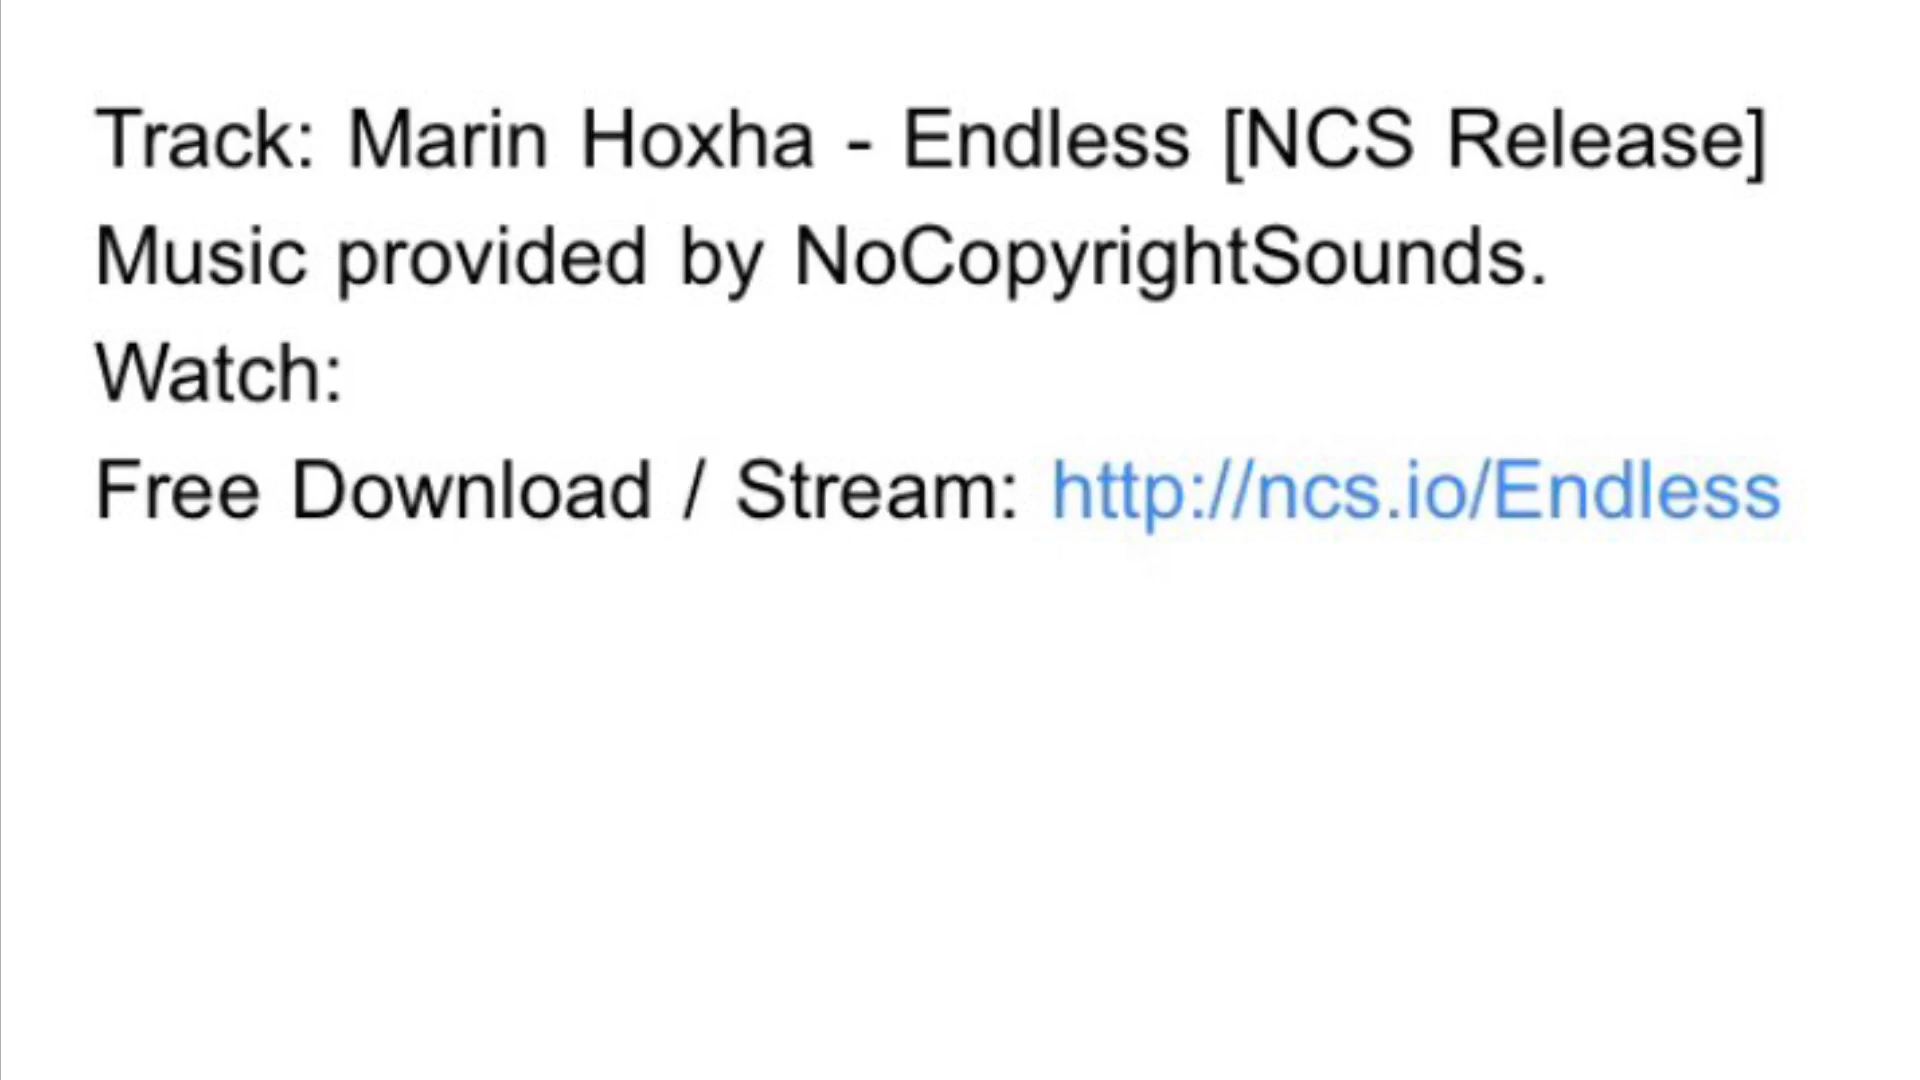 Track: Marin Hoxha - Endless [NCS Release]
Music provided by NoCopyrightSounds.
Watch:
Free Download / Stream: http://ncs.io/Endless